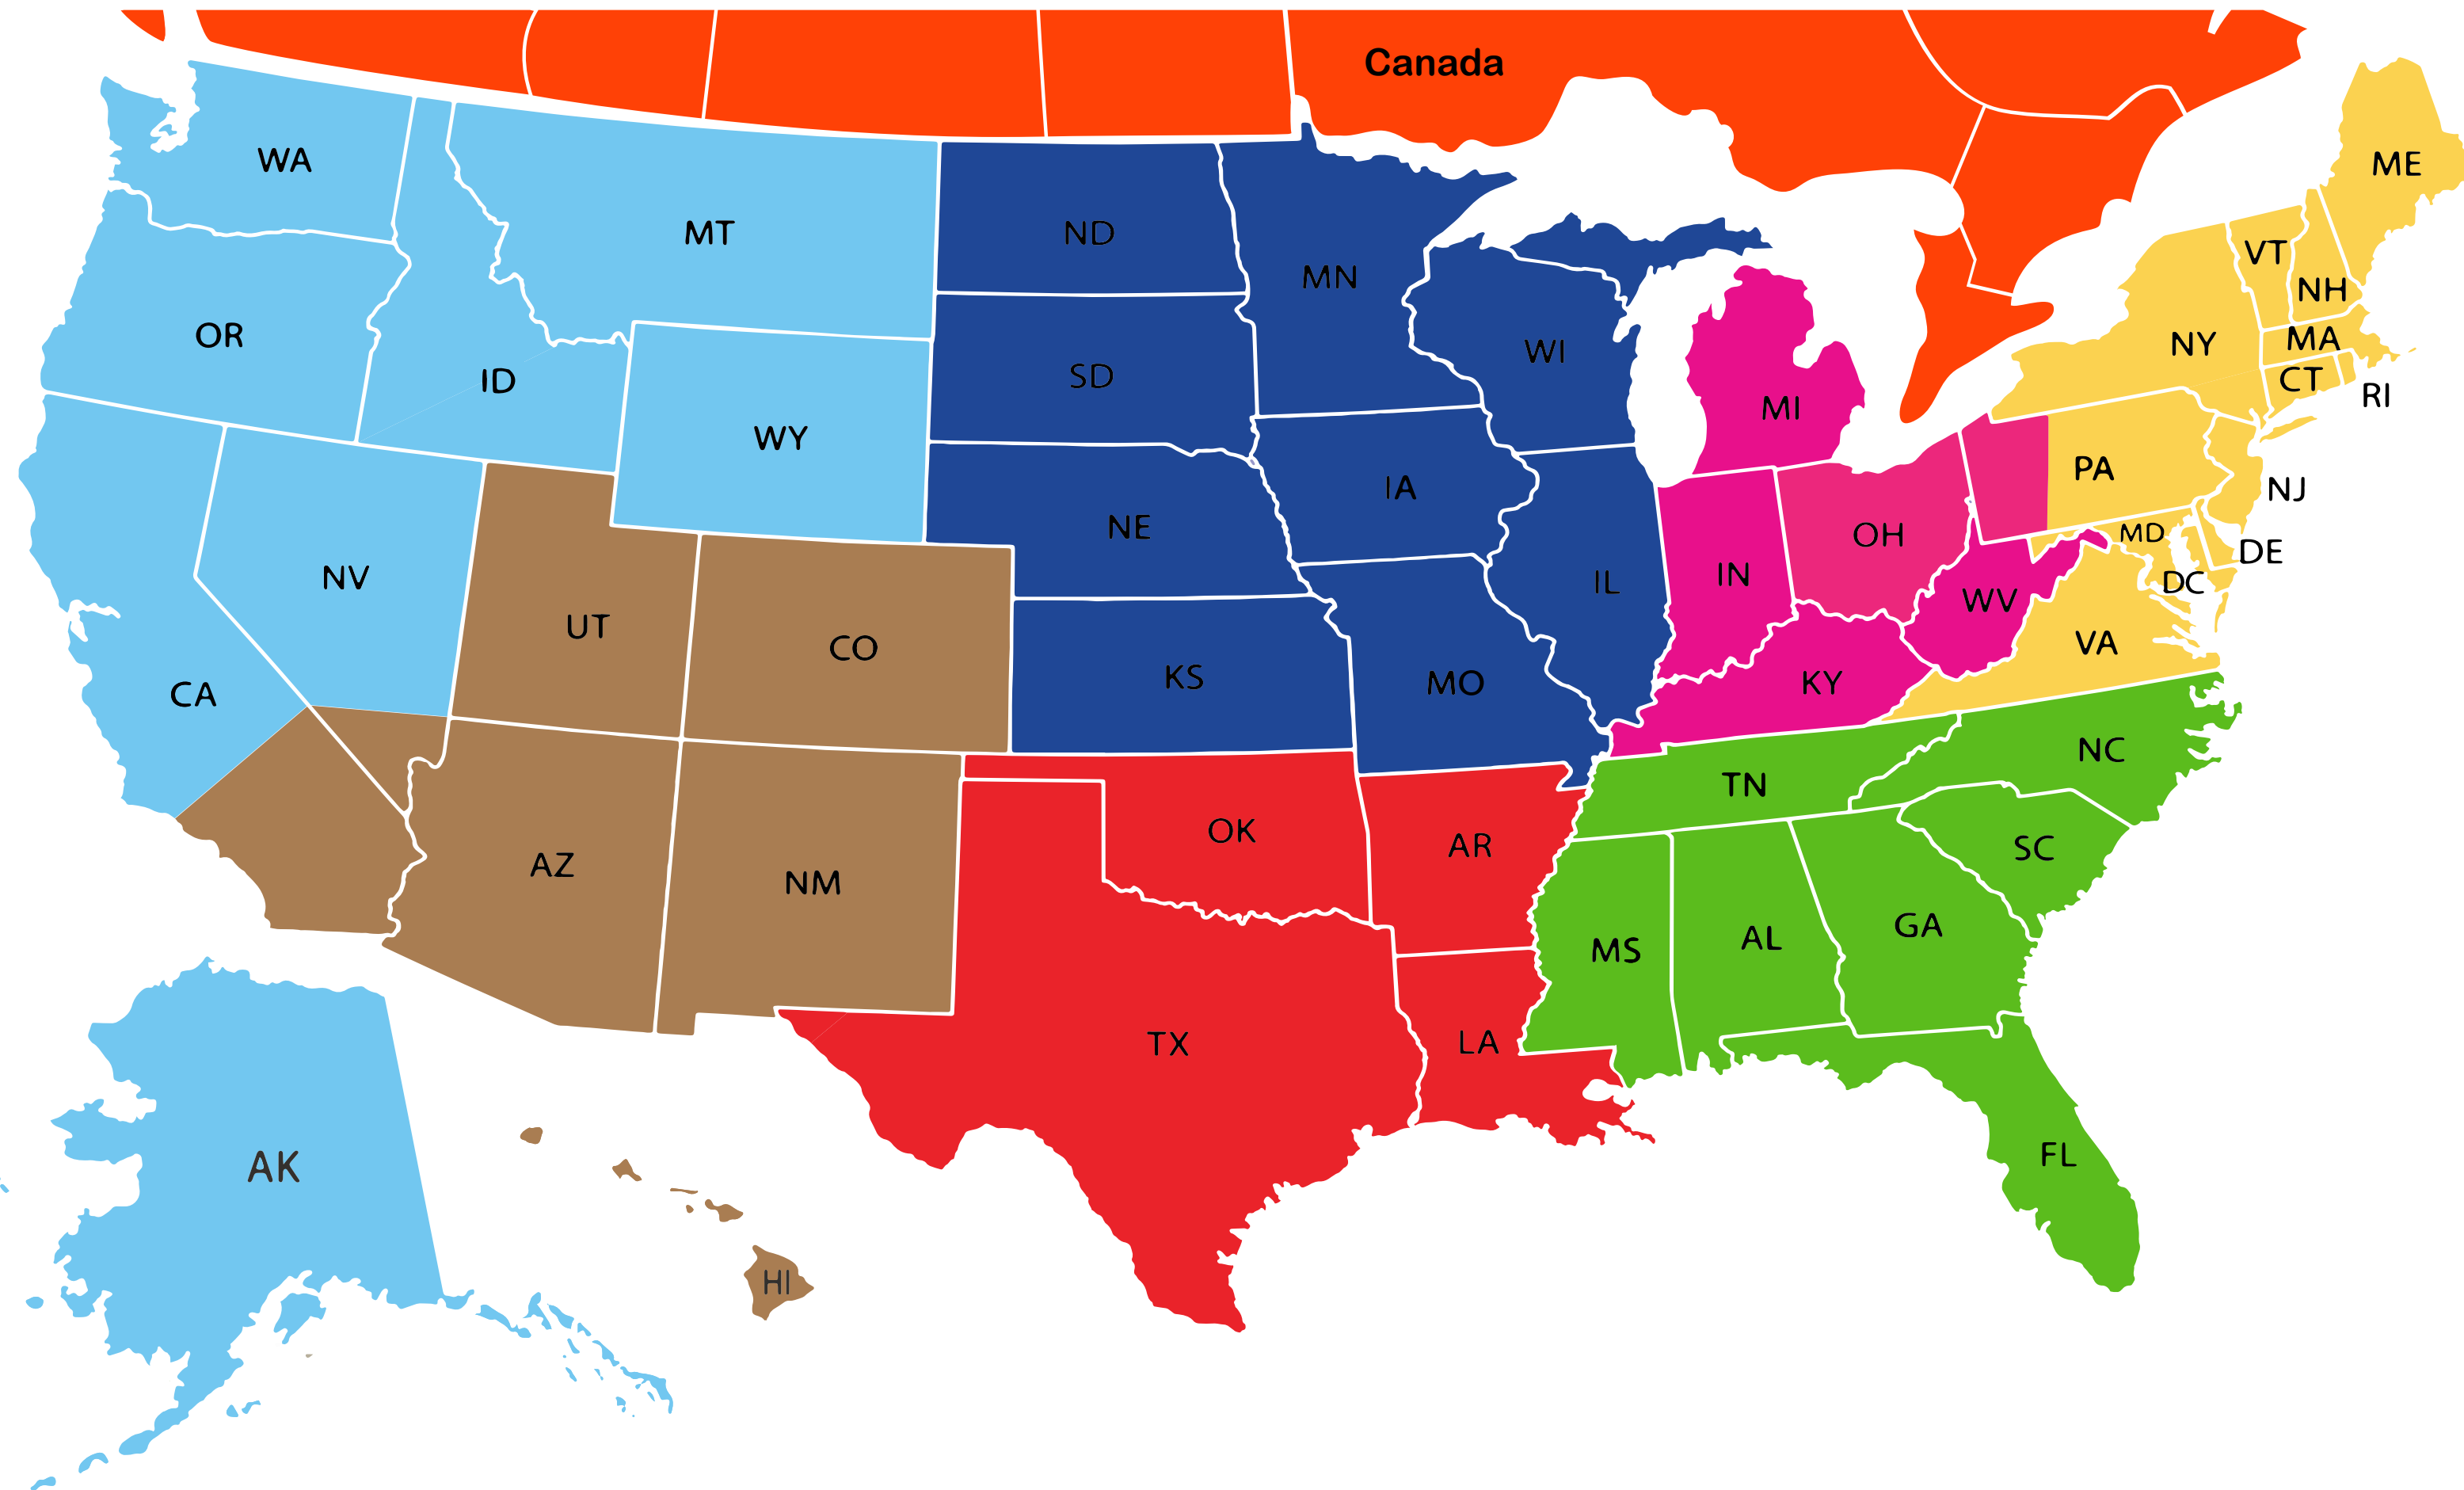 Canada
WA
MT
ND
MN
ME
OR
ID
SD
WI
VT
NH
NY
MA
CT
RI
WY
MI
NE
IA
PA
NJ
NV
UT
CO
KS
MO
IL
IN
OH
WV
MD
DE
DC
VA
KY
CA
AZ
NM
OK
AR
TN
NC
SC
TX
LA
MS
AL
GA
FL
AK
HI